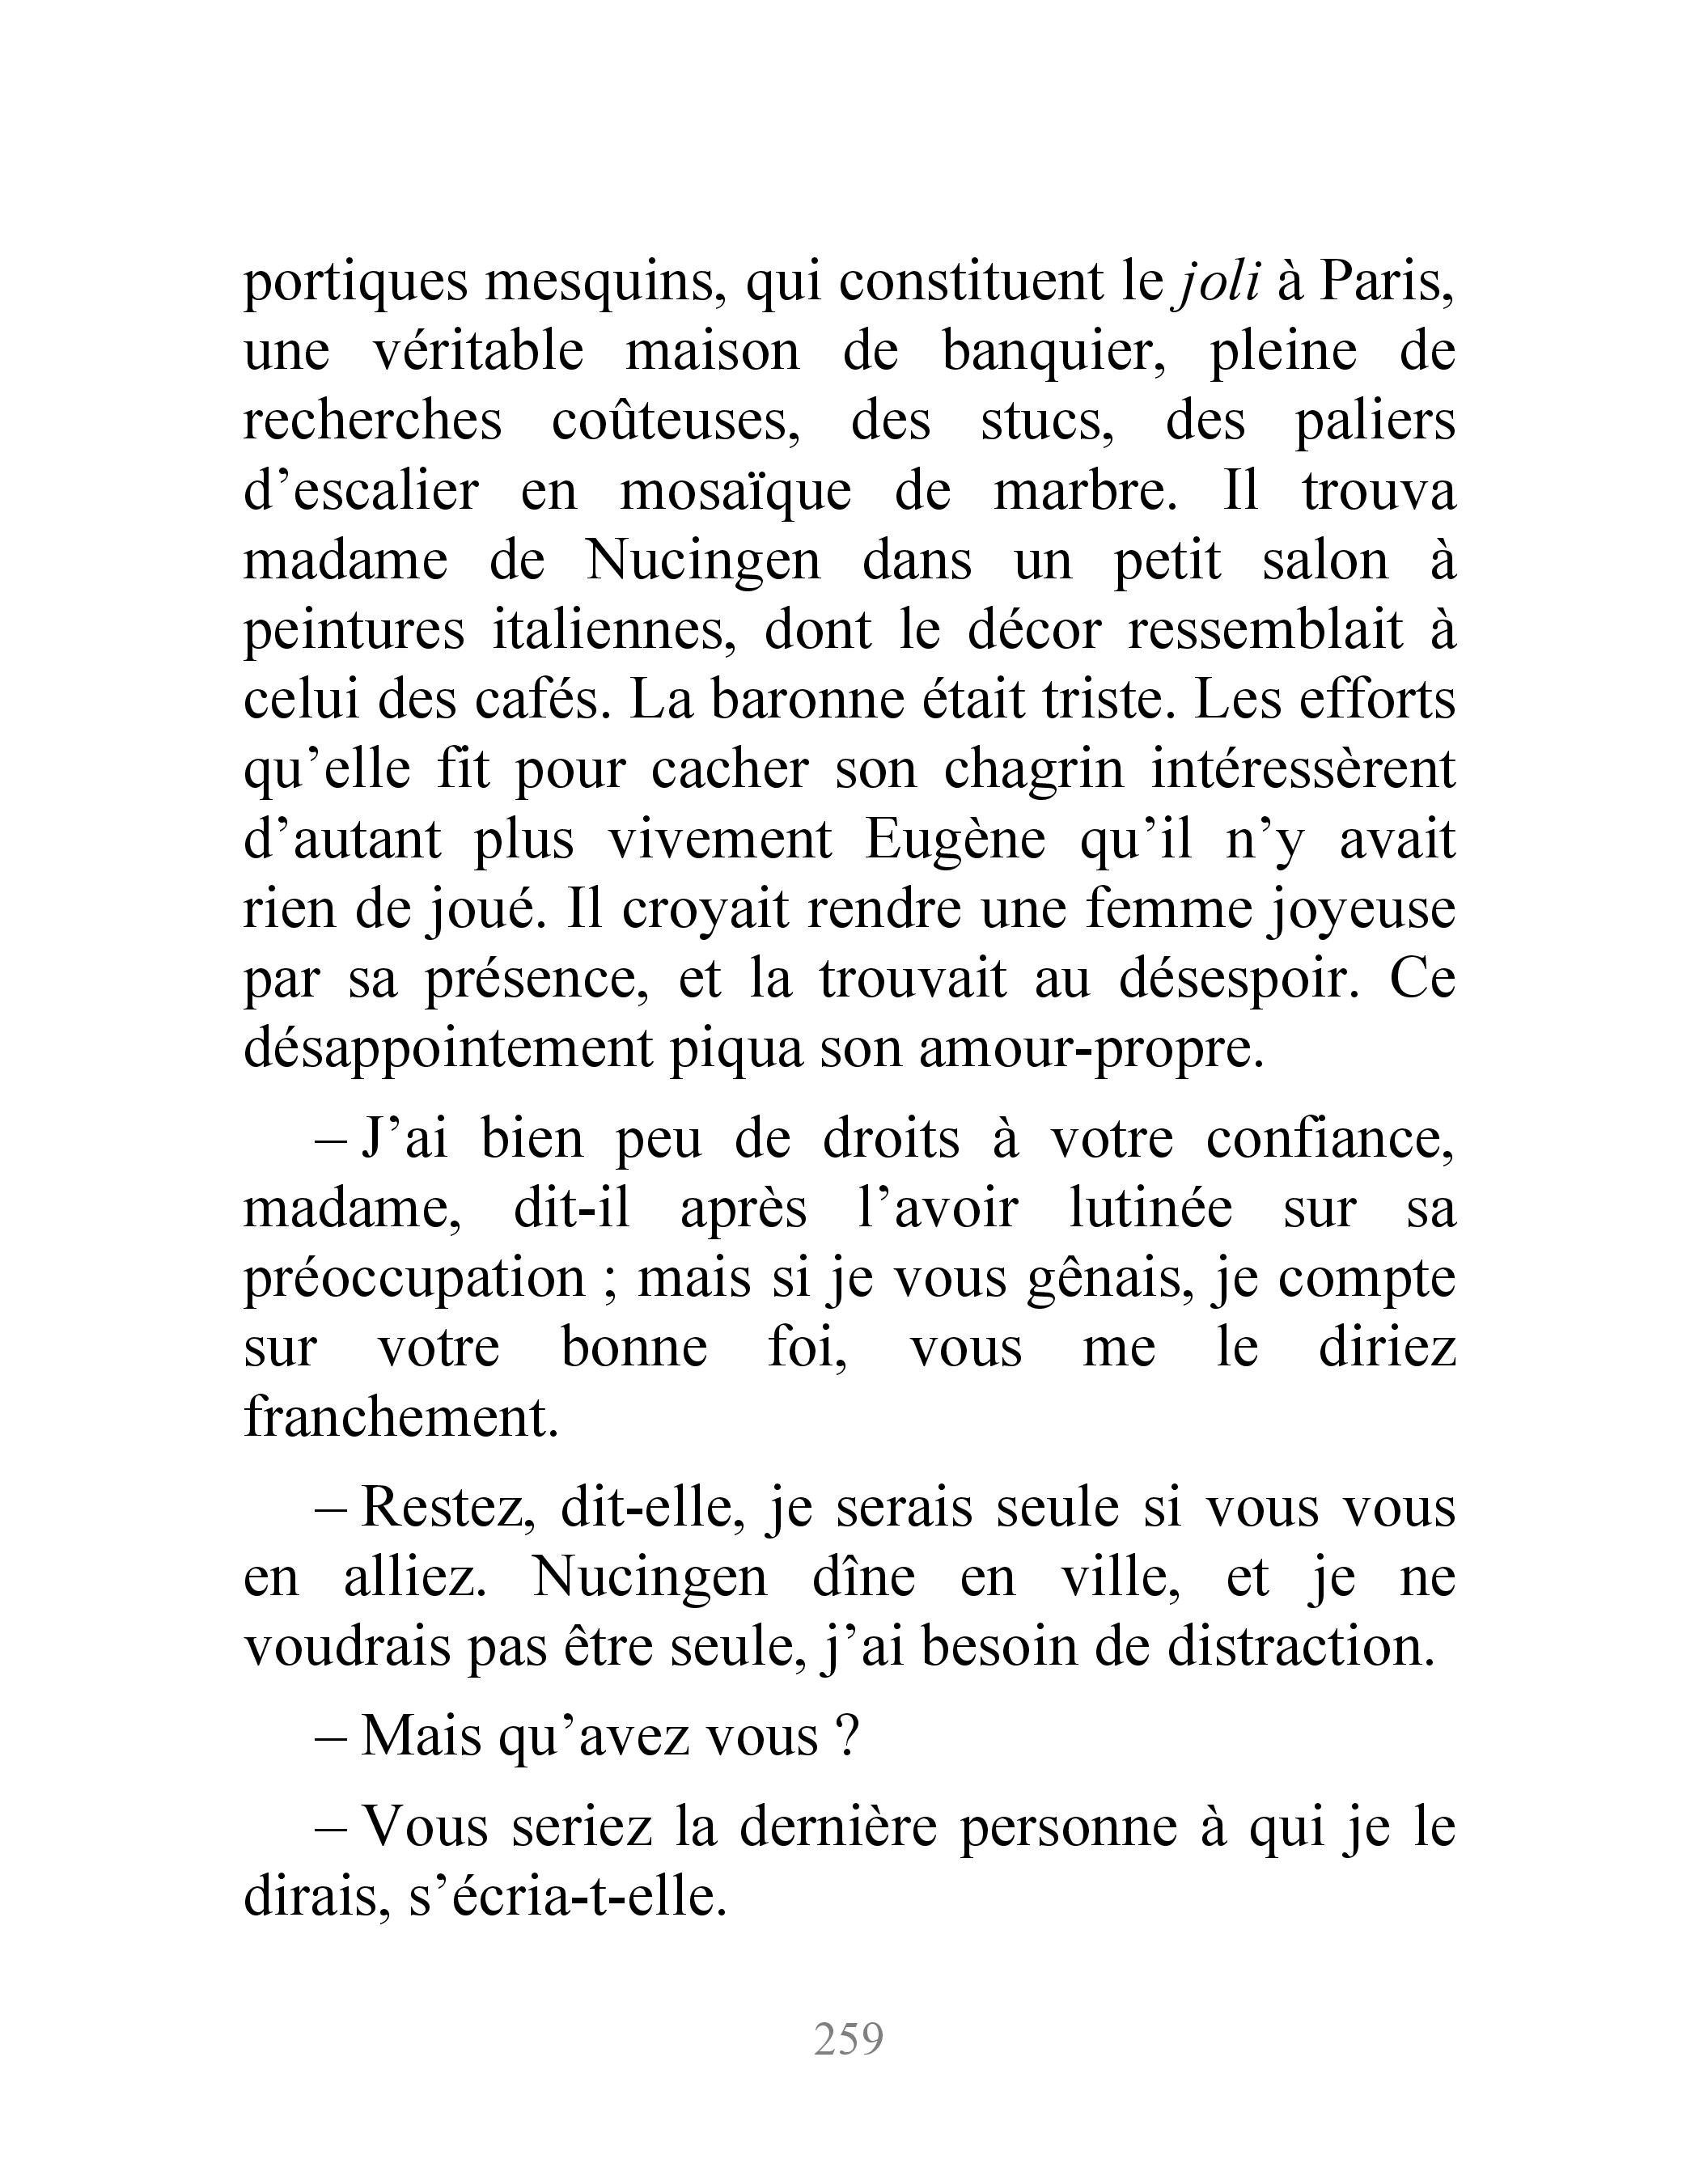 portiques mesquins, qui constituent le joli à Paris,
une véritable maison de banquier, pleine de
recherches coûteuses, des stucs, des paliers
d’escalier en mosaïque de marbre. Il trouva
madame de Nucingen dans un petit salon à
peintures italiennes, dont le décor ressemblait à
celui des cafés. La baronne était triste. Les efforts
qu’elle fit pour cacher son chagrin intéressèrent
d’autant plus vivement Eugène qu’il n’y avait
rien de joué. Il croyait rendre une femme joyeuse
par sa présence, et la trouvait au désespoir. Ce
désappointement piqua son amour-propre.
– J’ai bien peu de droits à votre confiance,
madame, dit-il après l’avoir lutinée sur sa
préoccupation ; mais si je vous gênais, je compte
sur votre bonne foi, vous me le diriez
franchement.
– Restez, dit-elle, je serais seule si vous vous
en alliez. Nucingen dîne en ville, et je ne
voudrais pas être seule, j’ai besoin de distraction.
– Mais qu’avez vous ?
– Vous seriez la dernière personne à qui je le
dirais, s’écria-t-elle.
259